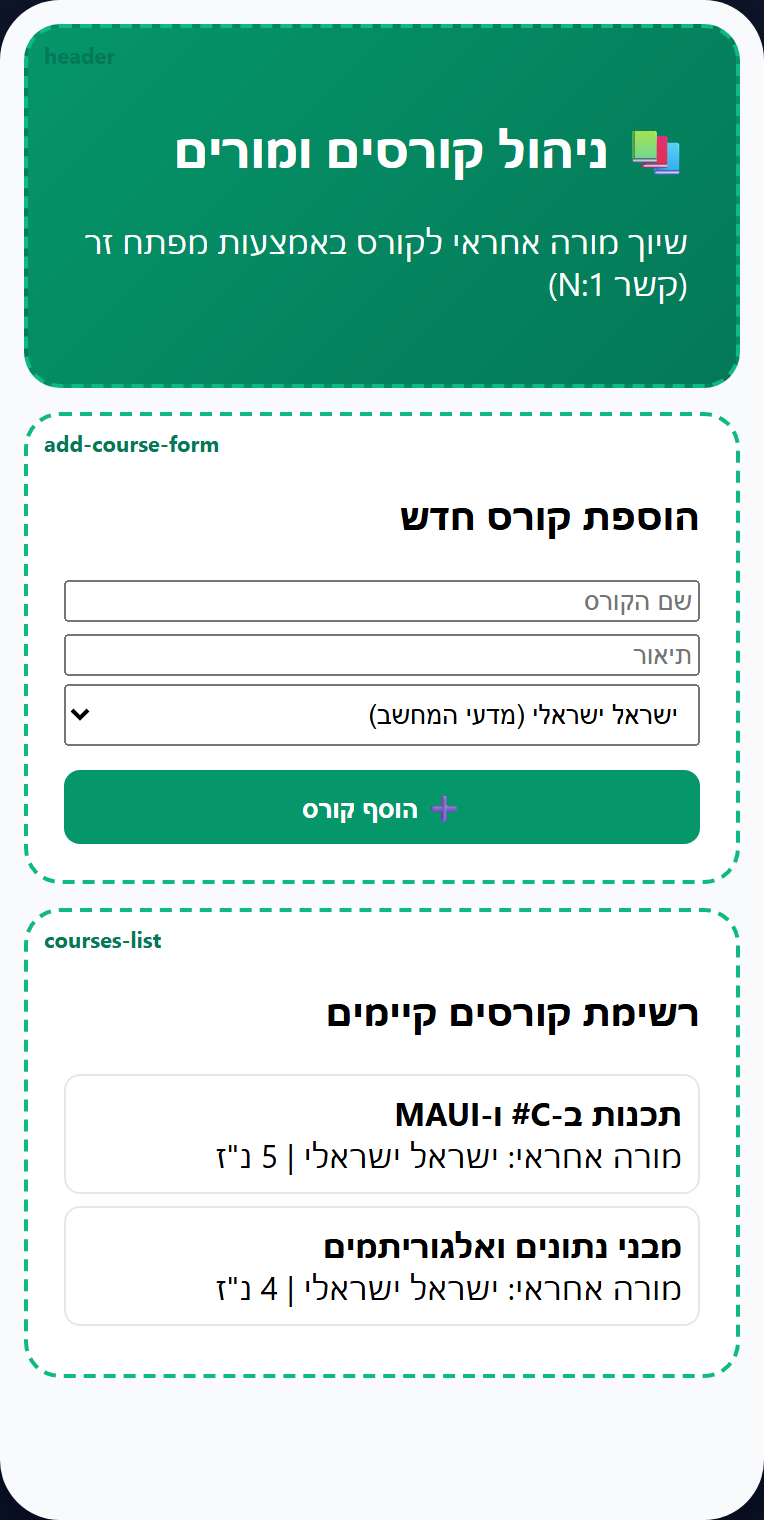 header
📚 ניהול קורסים ומורים
שיוך מורה אחראי לקורס באמצעות מפתח זר
(קשר N:1)
add-course-form
הוספת קורס חדש
שם הקורס
תיאור
ישראל ישראלי (מדעי המחשב)
➕ הוסף קורס
courses-list
רשימת קורסים קיימים
תכנות ב-C# ו-MAUI
מורה אחראי: ישראל ישראלי | 5 נ"ז
מבני נתונים ואלגוריתמים
מורה אחראי: ישראל ישראלי | 4 נ"ז